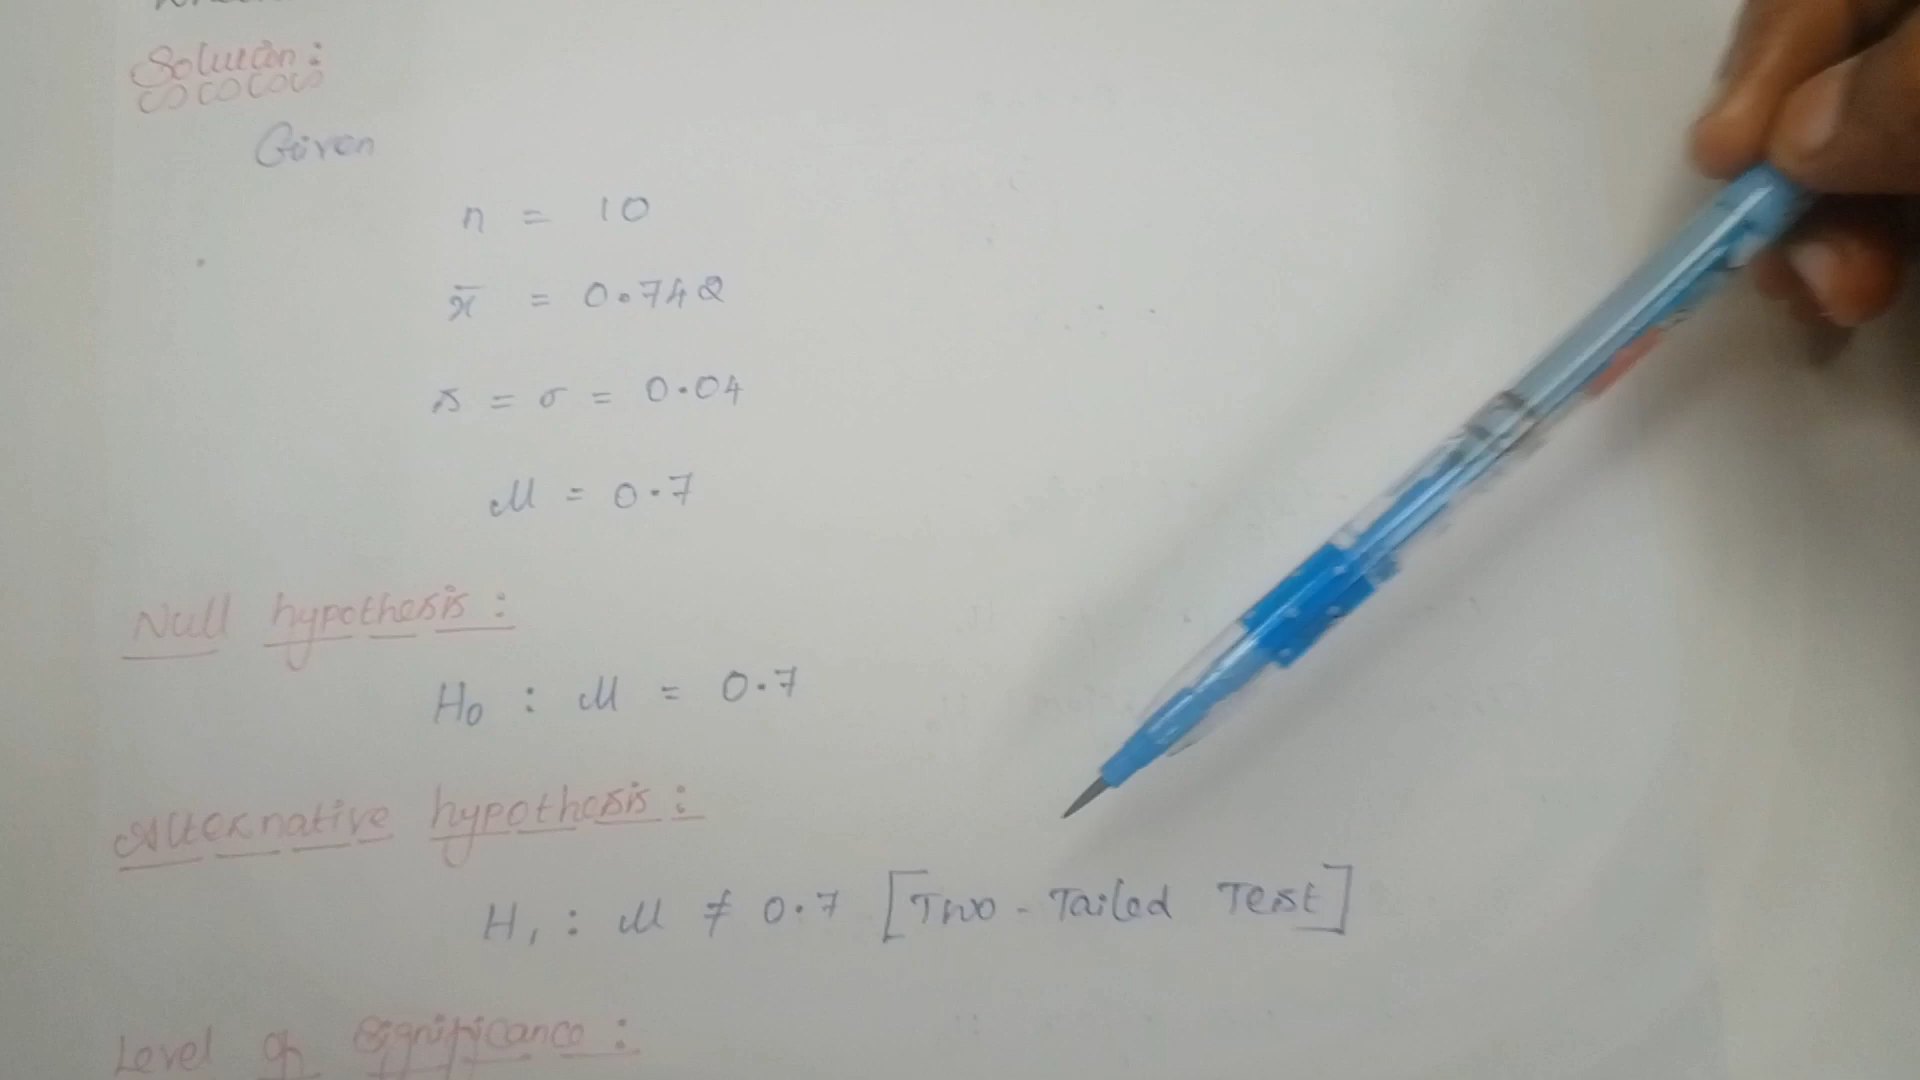 Solution:
Given
n = 10
x̄ = 0.742
s = σ = 0.04
μ = 0.7
Null hypothesis:
H₀ : μ = 0.7
Alternative hypothesis:
H₁ : μ ≠ 0.7 [Two-Tailed Test]
Level of Significance: